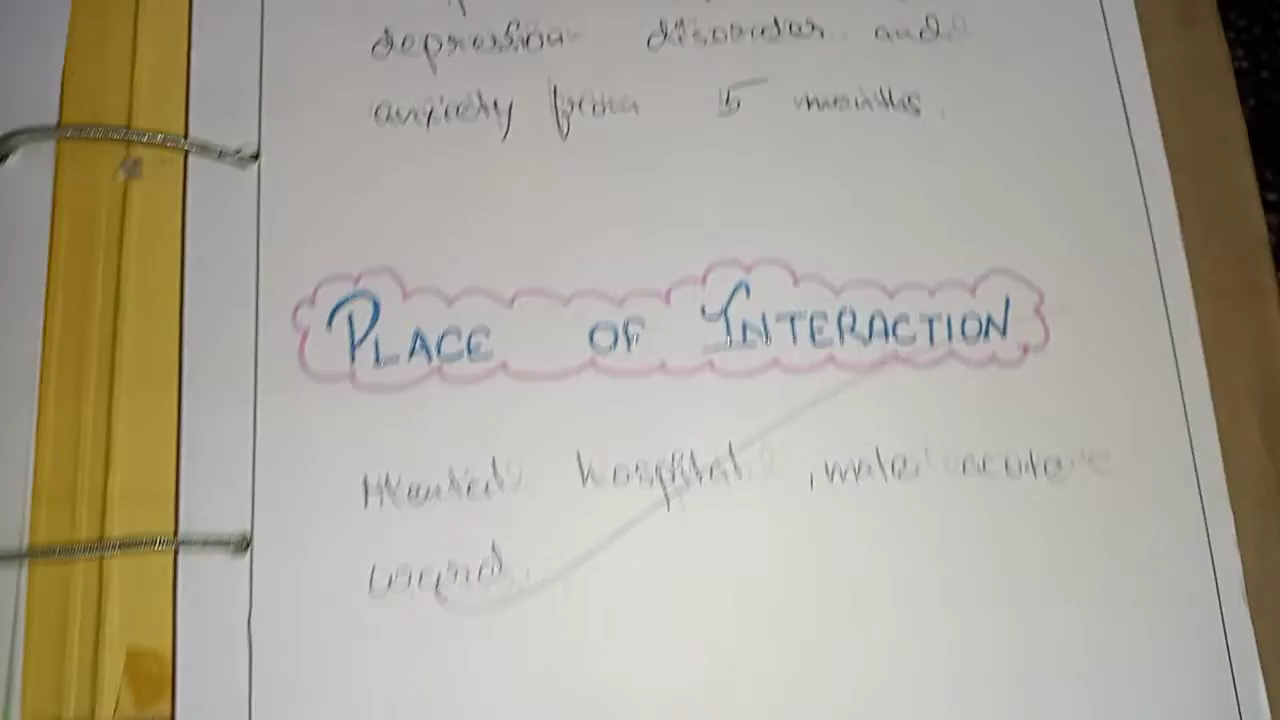 depression disorder and
anxiety from 5 months.
PLACE OF INTERACTION
Mental hospital, male acute
ward.